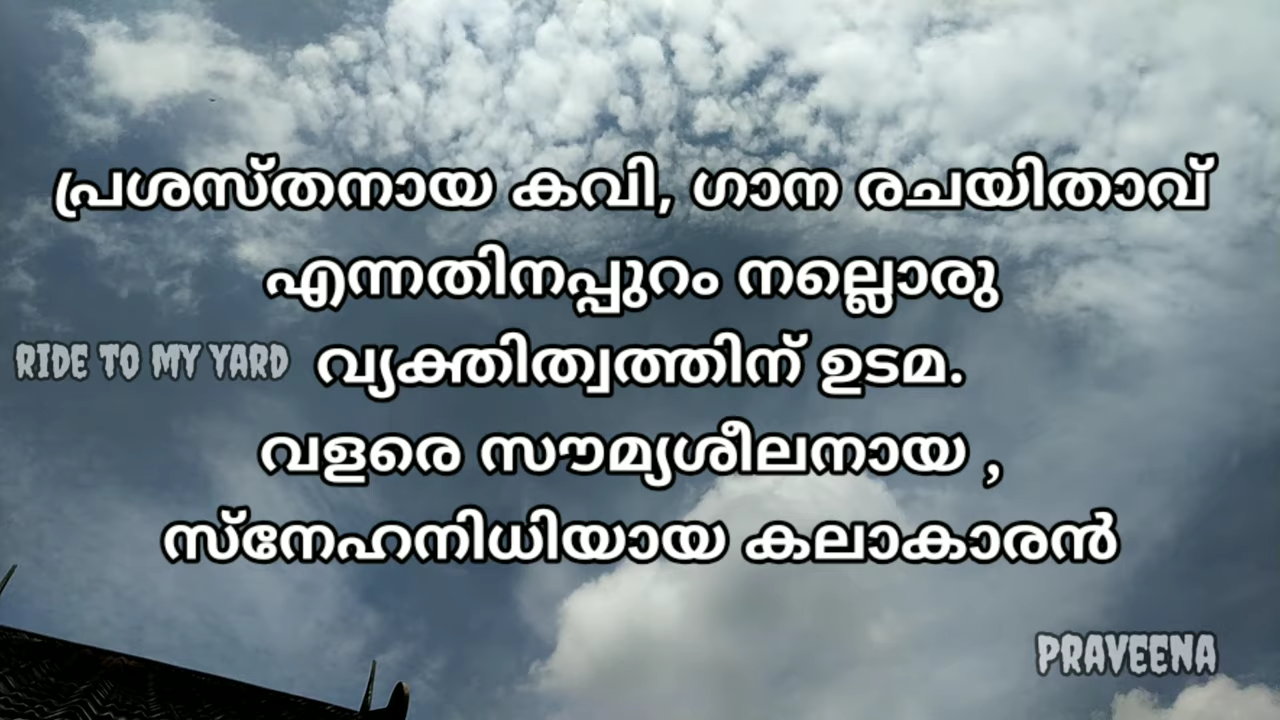 പ്രശസ്തനായ കവി, ഗാന രചയിതാവ്
എന്നതിനപ്പുറം നല്ലൊരു
RIDE TO MY YARD
വ്യക്തിത്വത്തിന് ഉടമ.
വളരെ സൗമ്യശീലനായ ,
സ്നേഹനിധിയായ കലാകാരൻ
PRAVEENA